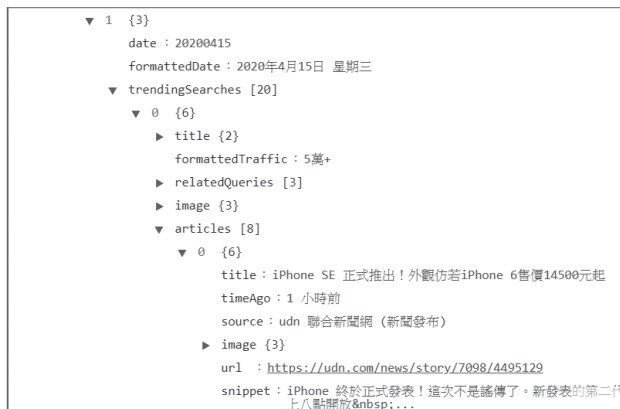 ▼ 1 {3}
date : 20200415
formattedDate : 2020年4月15日 星期三
▼ trendingSearches [20]
▼ 0 {6}
▶ title {2}
formattedTraffic : 5萬+
▶ relatedQueries [3]
▶ image {3}
▼ articles [8]
▼ 0 {6}
title : iPhone SE 正式推出！外觀仿若iPhone 6售價14500元起
timeAgo : 1 小時前
source : udn 聯合新聞網 (新聞發布)
▶ image {3}
url : https://udn.com/news/story/7098/4495129
snippet : iPhone 終於正式發表！這次不是謠傳了。新發表的第二代
上八點開放&nbsp;...